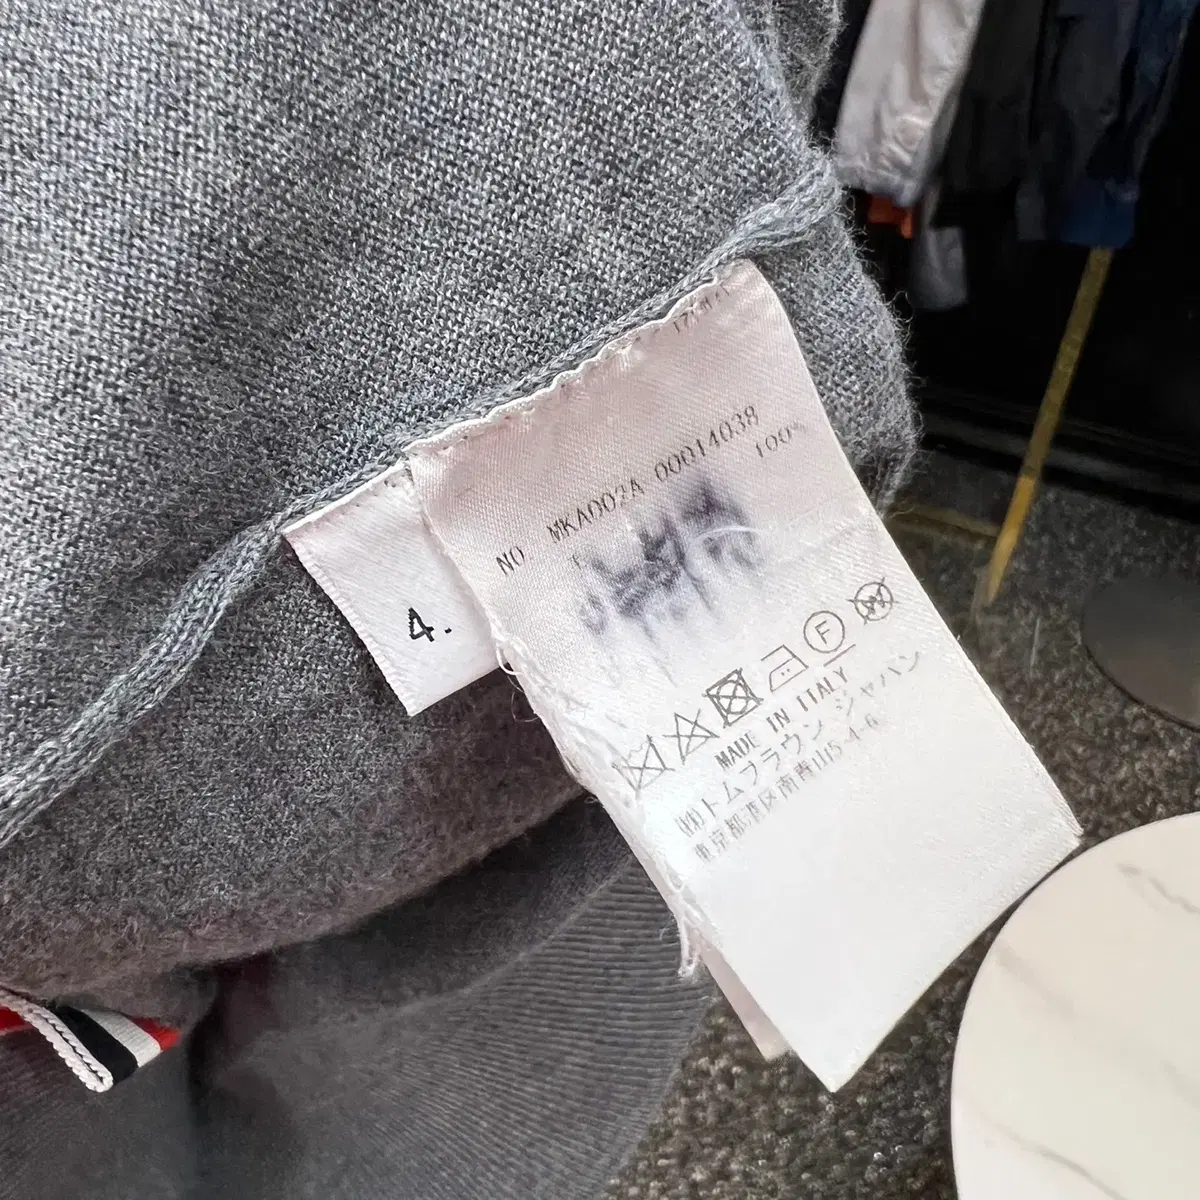 NO MKA002A 00014038
100%
F
W
MADE IN ITALY
㈱トムブラウン ジャパン
東京都港区南青山5-4-6
4.